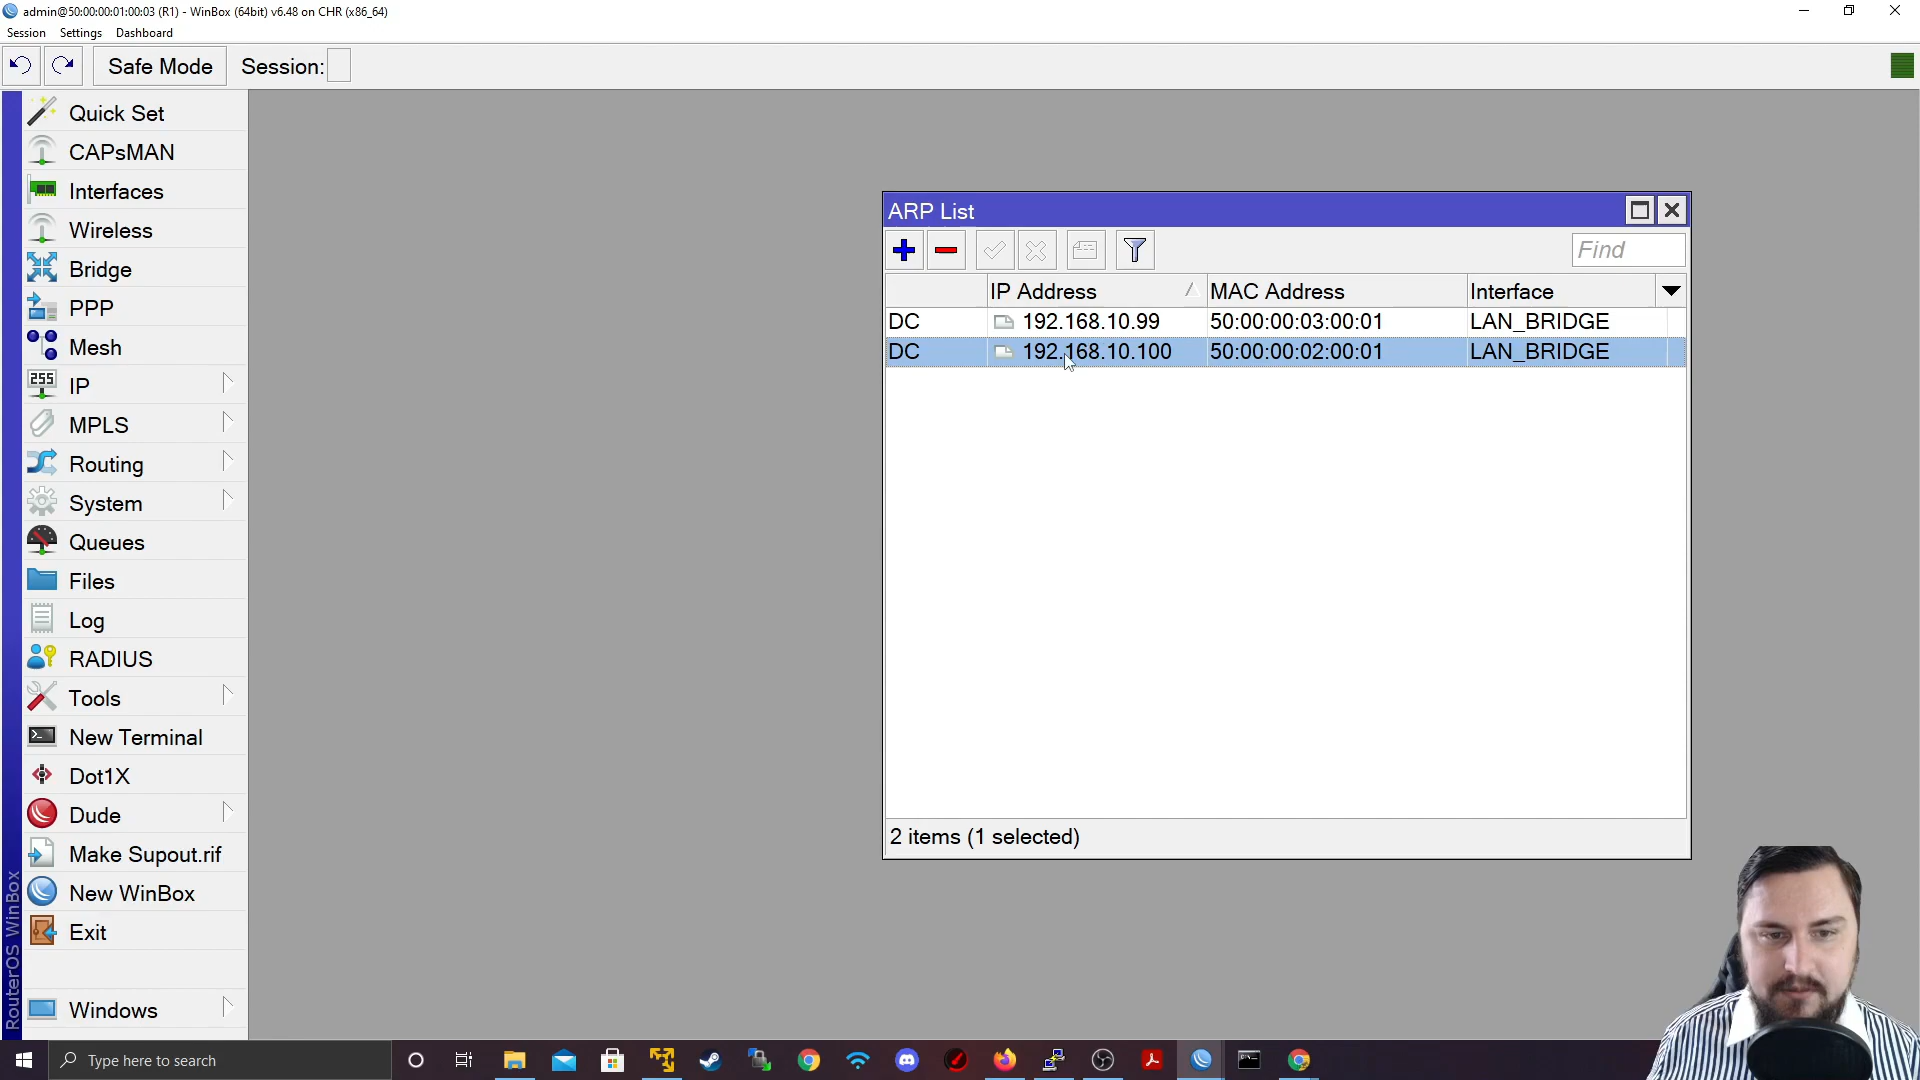 admin@50:00:00:01:00:03 (R1) - WinBox (64bit) v6.48 on CHR (x86_64)
Session Settings Dashboard
Safe Mode Session:
Quick Set
CAPsMAN
Interfaces
Wireless
Bridge
PPP
Mesh
255 IP
MPLS
Routing
System
Queues
Files
Log
RADIUS
Tools
New Terminal
Dot1X
Dude
Make Supout.rif
New WinBox
Exit
Windows
RouterOS WinBox
ARP List
Find
IP Address MAC Address Interface
DC 192.168.10.99 50:00:00:03:00:01 LAN_BRIDGE
DC 192.168.10.100 50:00:00:02:00:01 LAN_BRIDGE
2 items (1 selected)
Type here to search